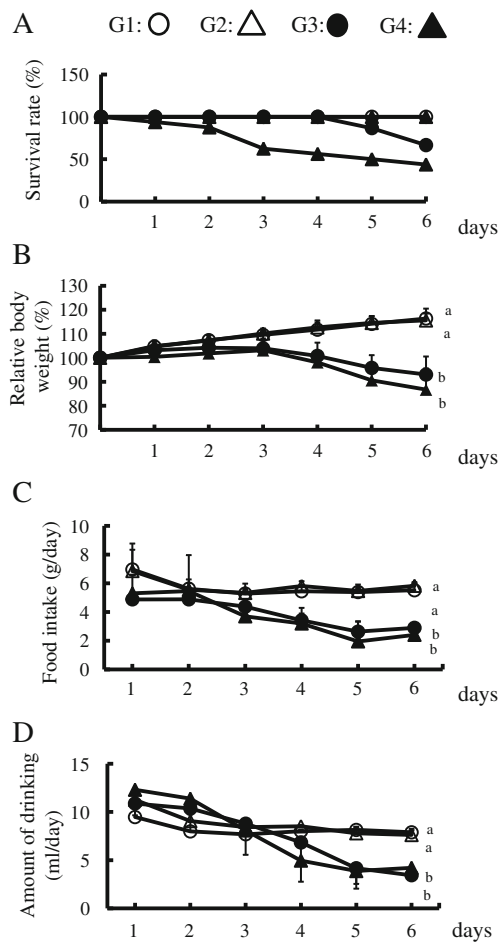 A G1: ○ G2: △ G3: ● G4: ▲
Survival rate (%)
150
100
50
0
1 2 3 4 5 6 days
B
Relative body
weight (%)
130
120
110
100
90
80
70
a
a
b
b
1 2 3 4 5 6 days
C
Food intake (g/day)
10
8
6
4
2
0
a
a
b
b
1 2 3 4 5 6 days
D
Amount of drinking
(ml/day)
15
10
5
0
a
a
b
b
1 2 3 4 5 6 days